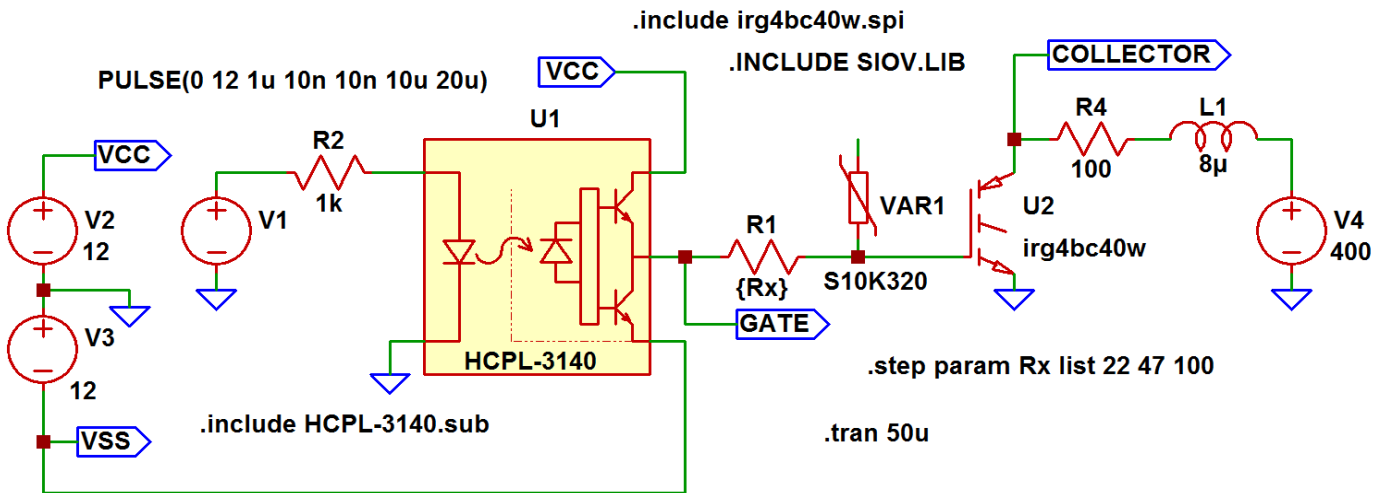 .include irg4bc40w.spi
.INCLUDE SIOV.LIB
COLLECTOR
PULSE(0 12 1u 10n 10n 10u 20u)
VCC
U1
R4
L1
100
8µ
VCC
R2
1k
V2
12
V1
VAR1
U2
irg4bc40w
V4
400
R1
{Rx}
S10K320
GATE
V3
12
HCPL-3140
.step param Rx list 22 47 100
.include HCPL-3140.sub
VSS
.tran 50u
+
−
+
−
+
−
+
−